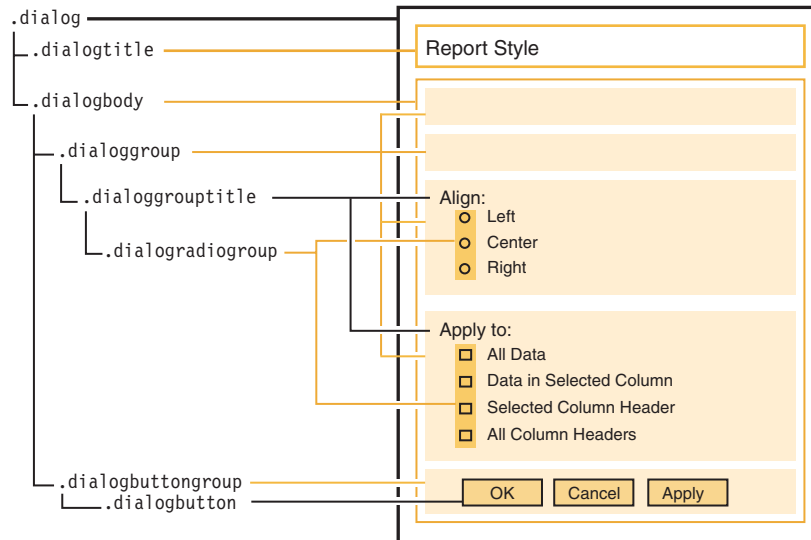 .dialog
.dialogtitle
.dialogbody
.dialoggroup
.dialoggrouptitle
.dialogradiogroup
.dialogbuttongroup
.dialogbutton
Report Style
Align:
Left
Center
Right
Apply to:
All Data
Data in Selected Column
Selected Column Header
All Column Headers
OK Cancel Apply